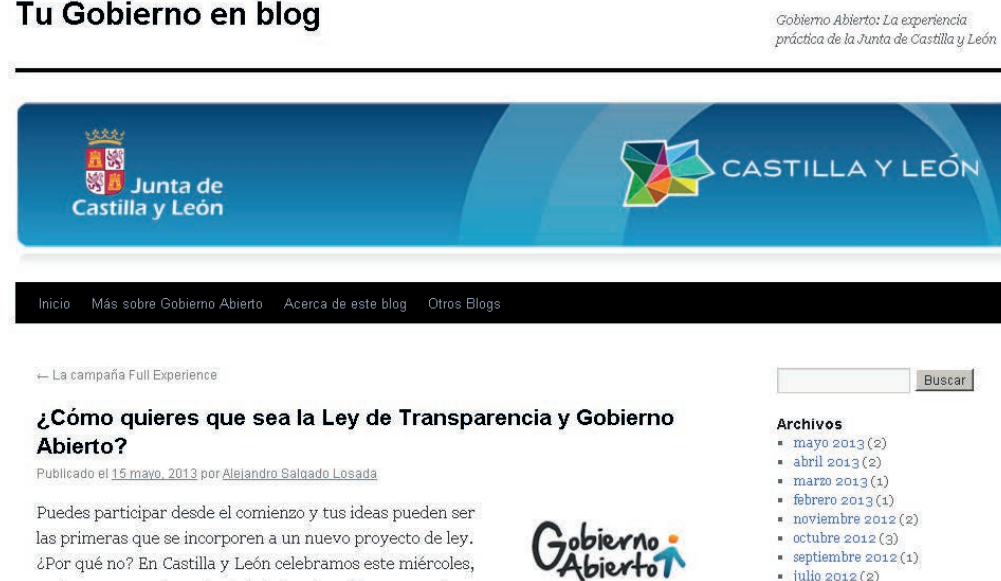 Tu Gobierno en blog
Gobierno Abierto: La experiencia
práctica de la Junta de Castilla y León
Junta de
Castilla y León
CASTILLA Y LEÓN
Inicio Más sobre Gobierno Abierto Acerca de este blog Otros Blogs
← La campaña Full Experience
¿Cómo quieres que sea la Ley de Transparencia y Gobierno
Abierto?
Publicado el 15 mayo, 2013 por Alejandro Salgado Losada
Puedes participar desde el comienzo y tus ideas pueden ser
las primeras que se incorporen a un nuevo proyecto de ley.
¿Por qué no? En Castilla y León celebramos este miércoles,
Gobierno
Abierto
Buscar
Archivos
mayo 2013 (2)
abril 2013 (2)
marzo 2013 (1)
febrero 2013 (1)
noviembre 2012 (2)
octubre 2012 (3)
septiembre 2012 (1)
julio 2012 (2)